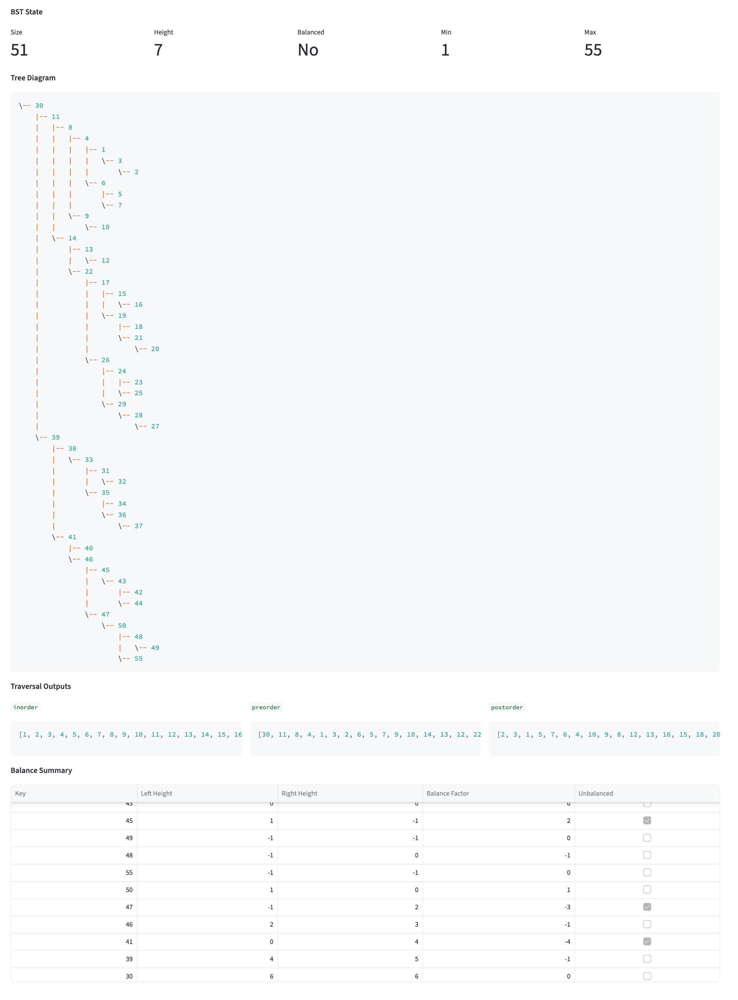 BST State
Size Height Balanced Min Max
51 7 No 1 55
Tree Diagram
\-- 30
    |-- 11
    |   |-- 8
    |   |   |-- 4
    |   |   |   |-- 1
    |   |   |   |   \-- 3
    |   |   |   |       \-- 2
    |   |   |   \-- 6
    |   |   |       |-- 5
    |   |   |       \-- 7
    |   |   \-- 9
    |   |       \-- 10
    |   \-- 14
    |       |-- 13
    |       |   \-- 12
    |       \-- 22
    |           |-- 17
    |           |   |-- 15
    |           |   |   \-- 16
    |           |   \-- 19
    |           |       |-- 18
    |           |       \-- 21
    |           |           \-- 20
    |           \-- 26
    |               |-- 24
    |               |   |-- 23
    |               |   \-- 25
    |               \-- 29
    |                   \-- 28
    |                       \-- 27
    \-- 39
        |-- 38
        |   \-- 33
        |       |-- 31
        |       |   \-- 32
        |       \-- 35
        |           |-- 34
        |           \-- 36
        |               \-- 37
        \-- 41
            |-- 40
            \-- 46
                |-- 45
                |   \-- 43
                |       |-- 42
                |       \-- 44
                \-- 47
                    \-- 50
                        |-- 48
                        |   \-- 49
                        \-- 55
Traversal Outputs
inorder preorder postorder
[1, 2, 3, 4, 5, 6, 7, 8, 9, 10, 11, 12, 13, 14, 15, 16 [30, 11, 8, 4, 1, 3, 2, 6, 5, 7, 9, 10, 14, 13, 12, 22 [2, 3, 1, 5, 7, 6, 4, 10, 9, 8, 12, 13, 16, 15, 18, 20
Balance Summary
Key Left Height Right Height Balance Factor Unbalanced
43 0 0 0
45 1 -1 2
49 -1 -1 0
48 -1 0 -1
55 -1 -1 0
50 1 0 1
47 -1 2 -3
46 2 3 -1
41 0 4 -4
39 4 5 -1
30 6 6 0